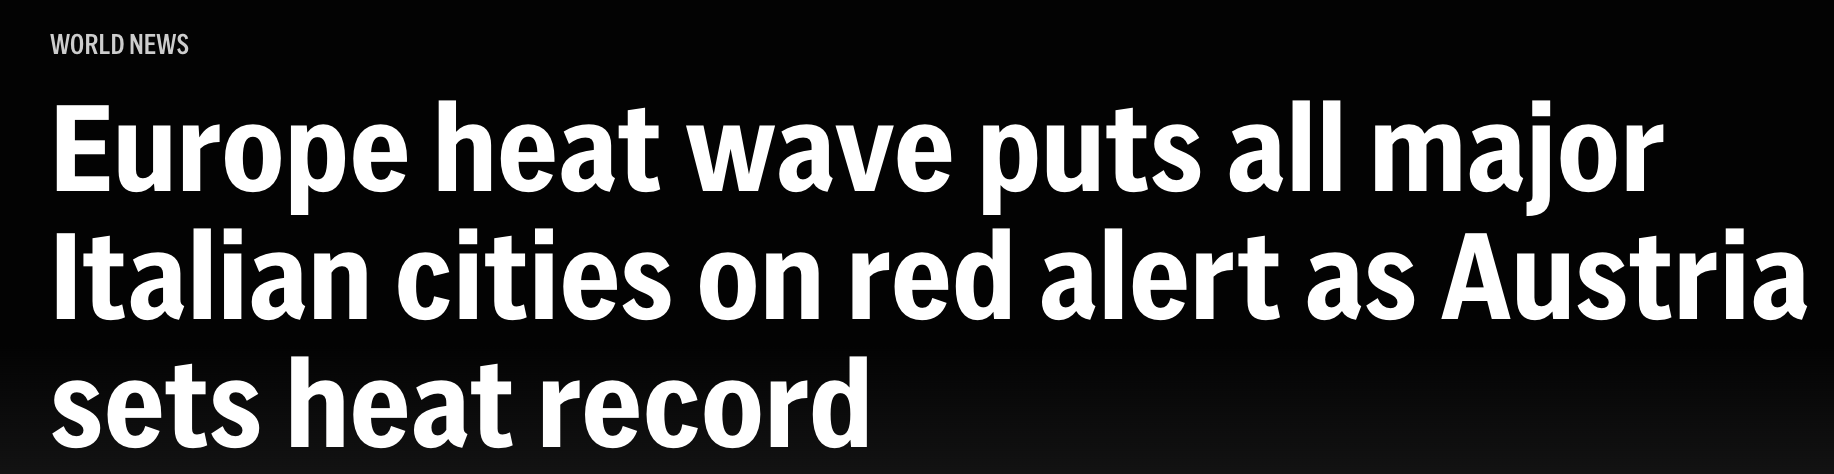 WORLD NEWS
Europe heat wave puts all major
Italian cities on red alert as Austria
sets heat record